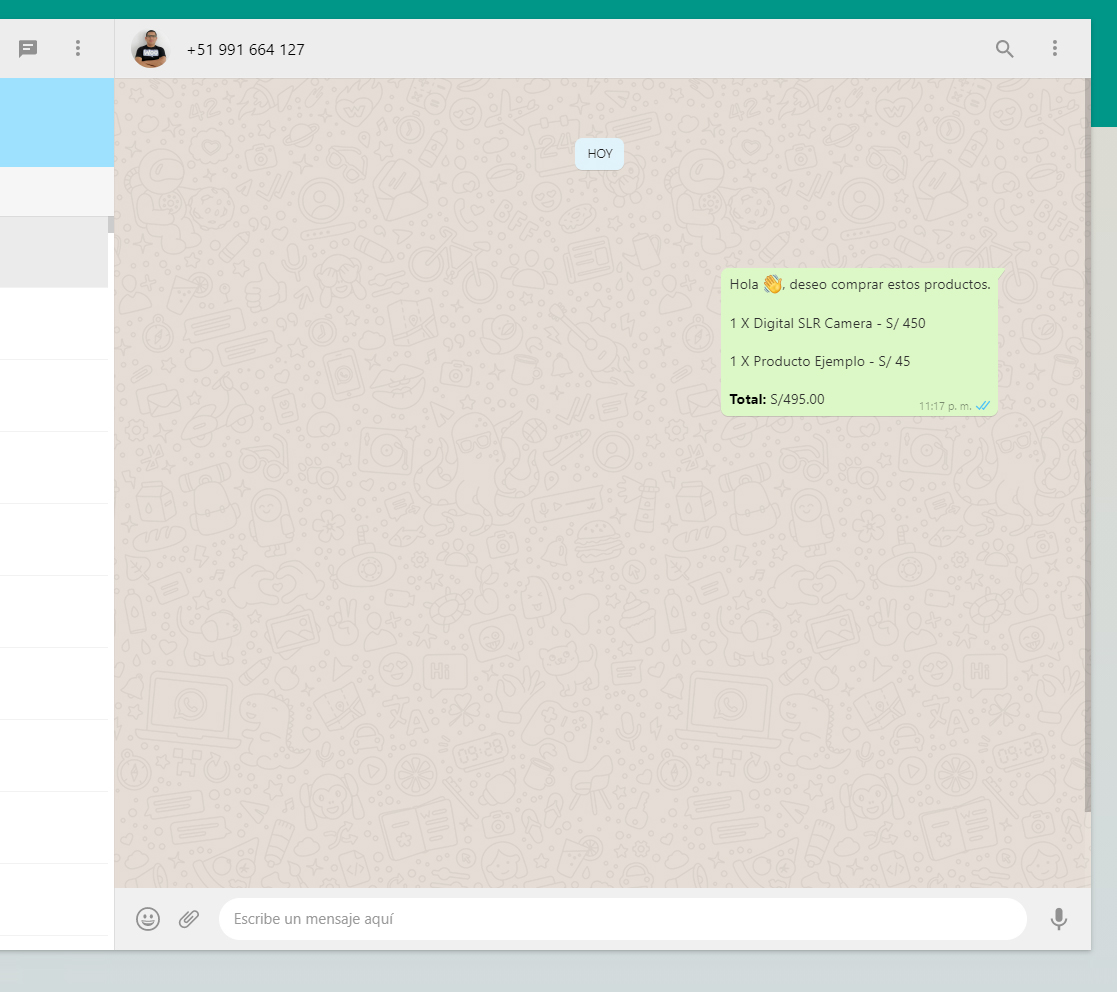 +51 991 664 127
HOY
Hola 👋, deseo comprar estos productos.
1 X Digital SLR Camera - S/ 450
1 X Producto Ejemplo - S/ 45
Total: S/495.00
11:17 p. m.
Escribe un mensaje aquí